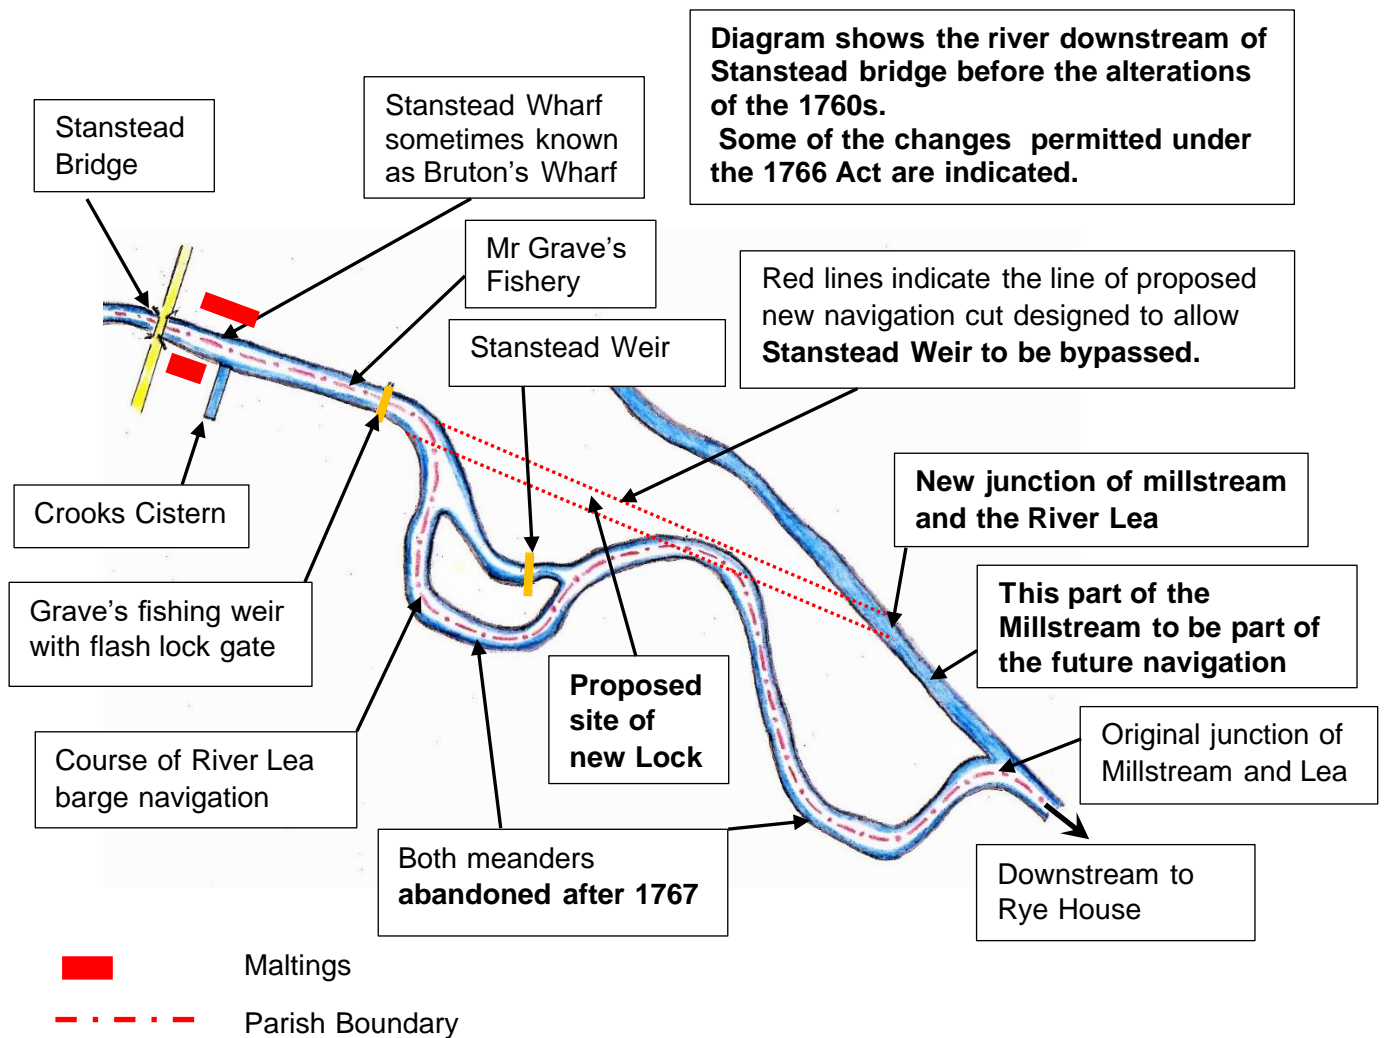 Diagram shows the river downstream of
Stanstead bridge before the alterations
of the 1760s.
Some of the changes permitted under
the 1766 Act are indicated.
Stanstead
Bridge
Stanstead Wharf
sometimes known
as Bruton's Wharf
Mr Grave's
Fishery
Stanstead Weir
Red lines indicate the line of proposed
new navigation cut designed to allow
Stanstead Weir to be bypassed.
Crooks Cistern
New junction of millstream
and the River Lea
Grave's fishing weir
with flash lock gate
This part of the
Millstream to be part of
the future navigation
Proposed
site of
new Lock
Course of River Lea
barge navigation
Original junction of
Millstream and Lea
Both meanders
abandoned after 1767
Downstream to
Rye House
Maltings
Parish Boundary